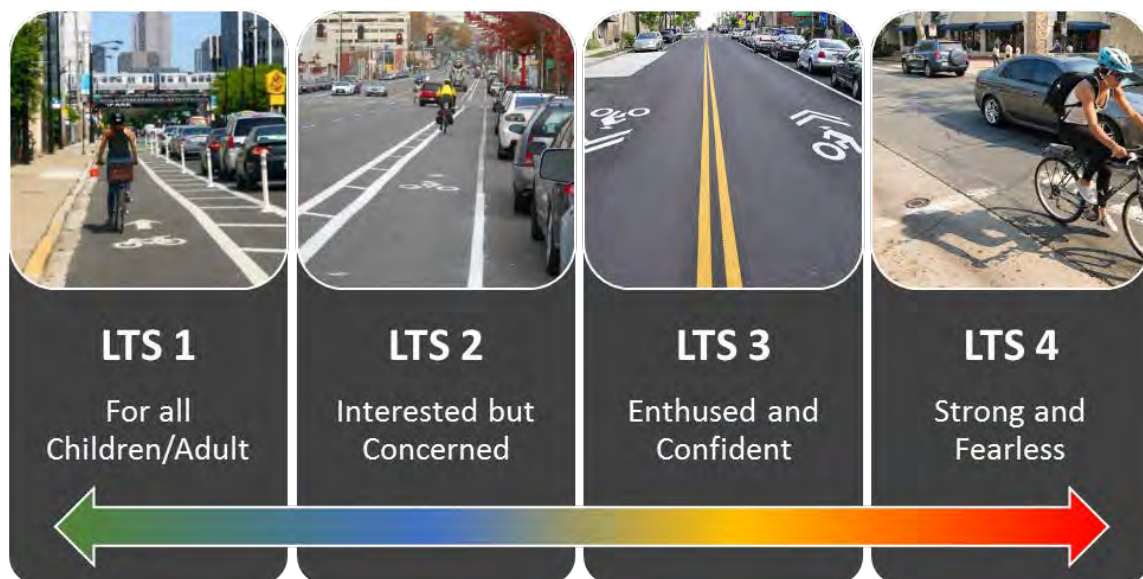 LTS 1
For all
Children/Adult
LTS 2
Interested but
Concerned
LTS 3
Enthused and
Confident
LTS 4
Strong and
Fearless